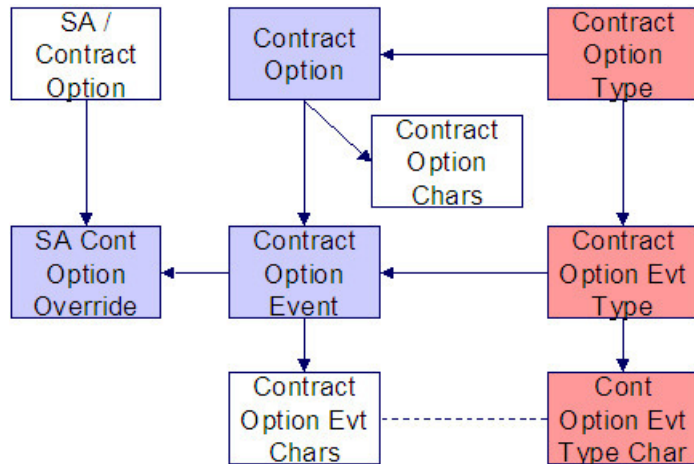 SA /
Contract
Option
Contract
Option
Contract
Option
Type
Contract
Option
Chars
SA Cont
Option
Override
Contract
Option
Event
Contract
Option Evt
Type
Contract
Option Evt
Chars
Cont
Option Evt
Type Char